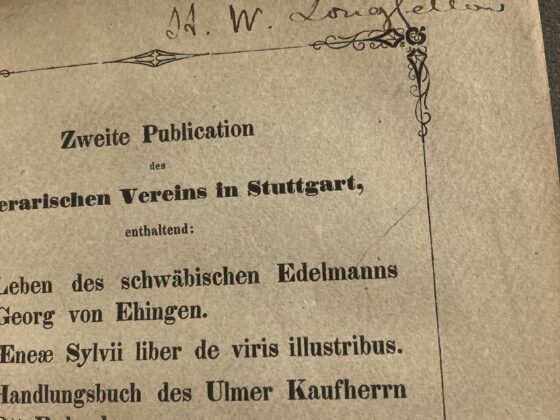 H. W. Longfellow
Zweite Publication
des
erarischen Vereins in Stuttgart,
enthaltend:
Leben des schwäbischen Edelmanns
Georg von Ehingen.
Æneæ Sylvii liber de viris illustribus.
Handlungsbuch des Ulmer Kaufherrn